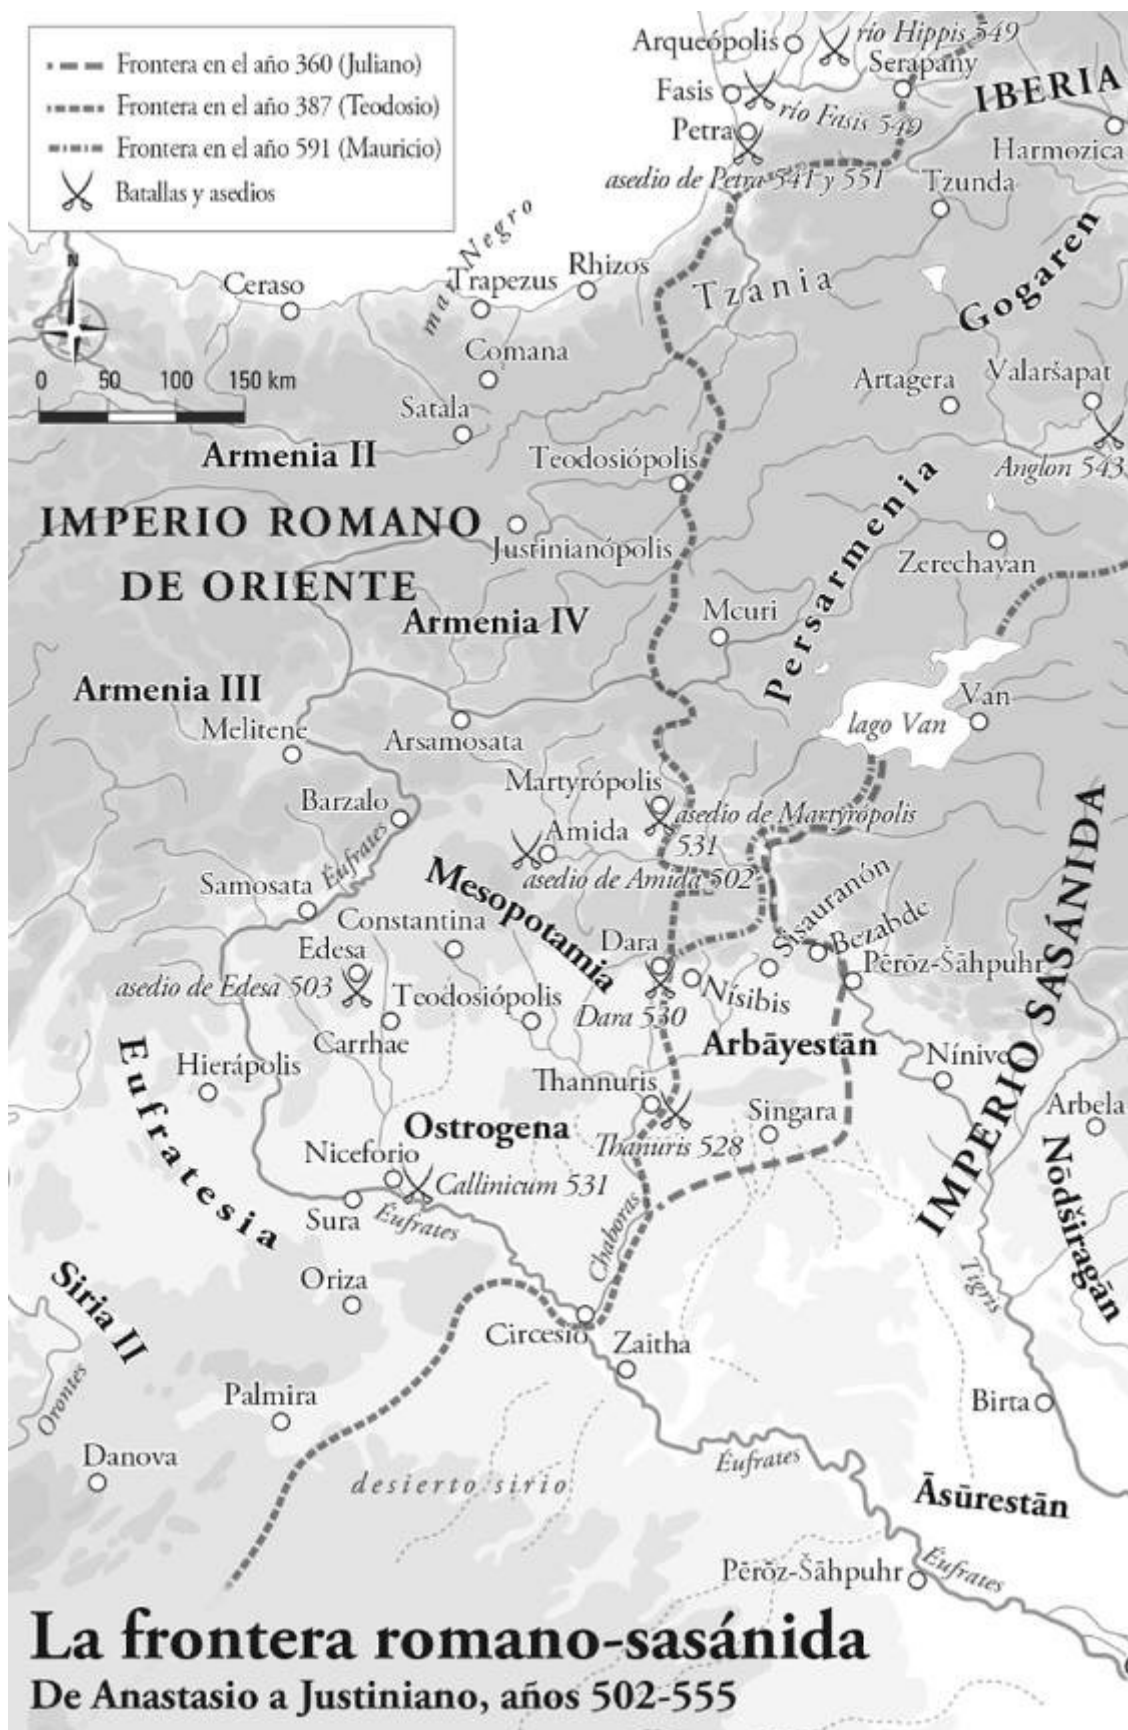 Frontera en el año 360 (Juliano)
Frontera en el año 387 (Teodosio)
Frontera en el año 591 (Mauricio)
Batallas y asedios
Arqueópolis
río Hippis 549
Serapany
IBERIA
Fasis
río Fasis 549
Petra
Harmozica
asedio de Petra 541 y 551
Tzunda
mar Negro
N
Ceraso
Trapezus
Rhizos
Tzania
Gogaren
Comana
0 50 100 150 km
Artagera
Valaršapat
Satala
Armenia II
Teodosiópolis
Anglon 543
IMPERIO ROMANO
DE ORIENTE
Justinianópolis
Zerechavan
Persarmenia
Armenia IV
Mcuri
Armenia III
Van
lago Van
Melitene
Arsamosata
Martyrópolis
Barzalo
asedio de Martyrópolis
531
Amida
Éufrates
asedio de Amida 502
Samosata
Mesopotamia
Constantina
Sisauranón
Edesa
Dara
Bezabde
Pērōz-Šāhpuhr
asedio de Edesa 503
Teodosiópolis
Nísibis
Dara 530
Carrhae
Arbāyestān
IMPERIO SASÁNIDA
Eufratesia
Hierápolis
Nínive
Thannuris
Singara
Arbela
Ostrogena
Thanuris 528
Niceforio
Callinicum 531
Nōdširagān
Sura
Éufrates
Chaboras
Siria II
Oriza
Tigris
Circesio
Zaitha
Orontes
Palmira
Birta
Danova
Éufrates
desierto sirio
Āsūrestān
Pērōz-Šāhpuhr
Éufrates
La frontera romano-sasánida
De Anastasio a Justiniano, años 502-555